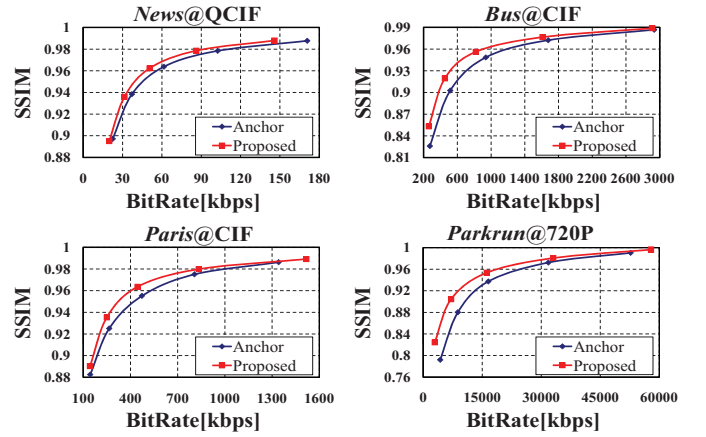 News@QCIF
SSIM
1
0.98
0.96
0.94
0.92
0.9
0.88
Anchor
Proposed
0 30 60 90 120 150 180
BitRate[kbps]
Bus@CIF
SSIM
0.99
0.96
0.93
0.90
0.87
0.84
0.81
Anchor
Proposed
200 600 1000 1400 1800 2200 2600 3000
BitRate[kbps]
Paris@CIF
SSIM
1
0.98
0.96
0.94
0.92
0.9
0.88
Anchor
Proposed
100 400 700 1000 1300 1600
BitRate[kbps]
Parkrun@720P
SSIM
1
0.96
0.92
0.88
0.84
0.8
0.76
Anchor
Proposed
0 15000 30000 45000 60000
BitRate[kbps]